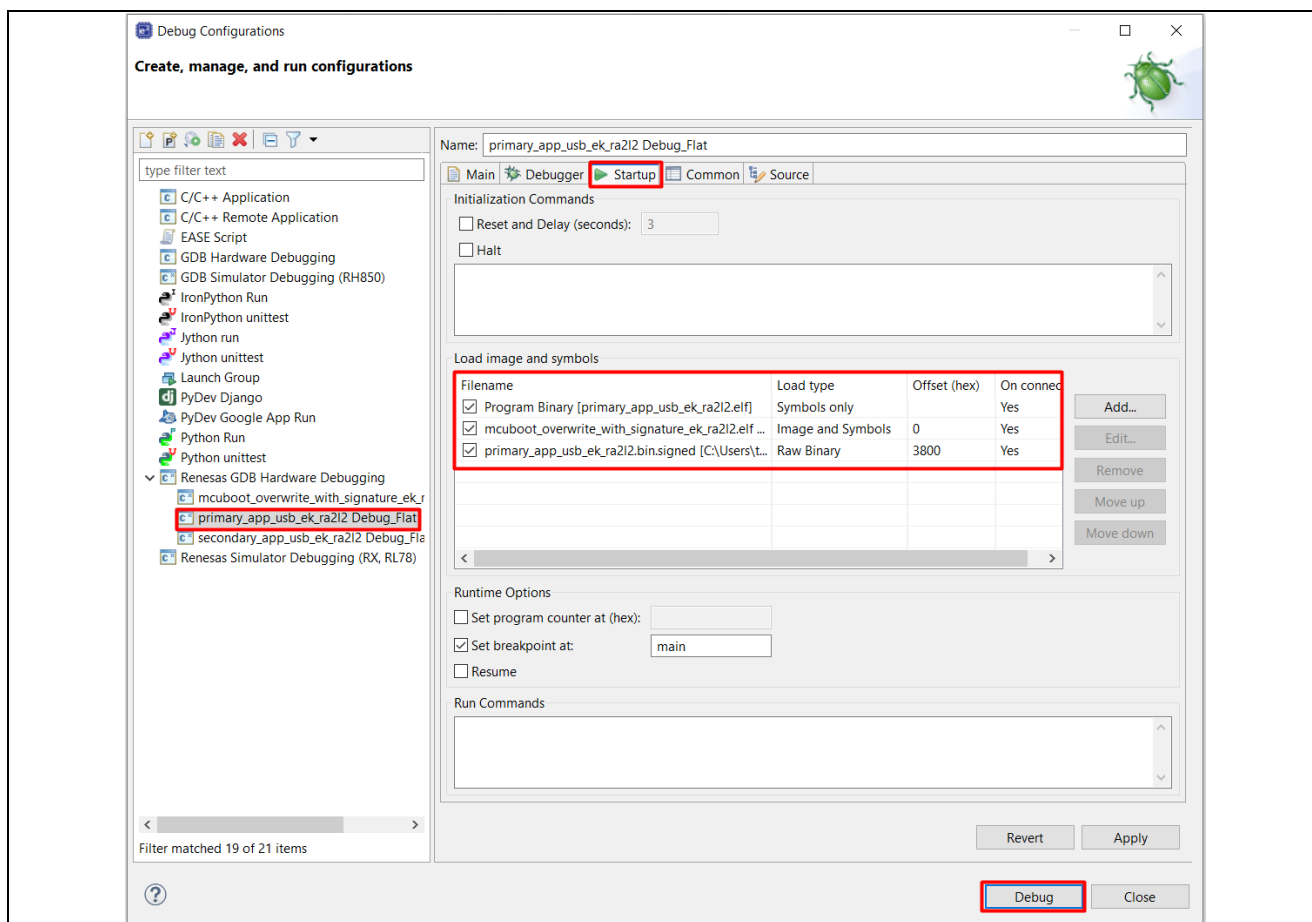 Debug Configurations
Create, manage, and run configurations
type filter text
C/C++ Application
C/C++ Remote Application
EASE Script
GDB Hardware Debugging
GDB Simulator Debugging (RH850)
IronPython Run
IronPython unittest
Jython run
Jython unittest
Launch Group
PyDev Django
PyDev Google App Run
Python Run
Python unittest
Renesas GDB Hardware Debugging
mcuboot_overwrite_with_signature_ek_r
primary_app_usb_ek_ra2l2 Debug_Flat
secondary_app_usb_ek_ra2l2 Debug_Fla
Renesas Simulator Debugging (RX, RL78)
Filter matched 19 of 21 items
Name: primary_app_usb_ek_ra2l2 Debug_Flat
Main Debugger Startup Common Source
Initialization Commands
Reset and Delay (seconds): 3
Halt
Load image and symbols
Filename Load type Offset (hex) On connec
Program Binary [primary_app_usb_ek_ra2l2.elf] Symbols only Yes
mcuboot_overwrite_with_signature_ek_ra2l2.elf ... Image and Symbols 0 Yes
primary_app_usb_ek_ra2l2.bin.signed [C:\Users\t... Raw Binary 3800 Yes
Add...
Edit...
Remove
Move up
Move down
Runtime Options
Set program counter at (hex):
Set breakpoint at: main
Resume
Run Commands
Revert Apply
Debug Close